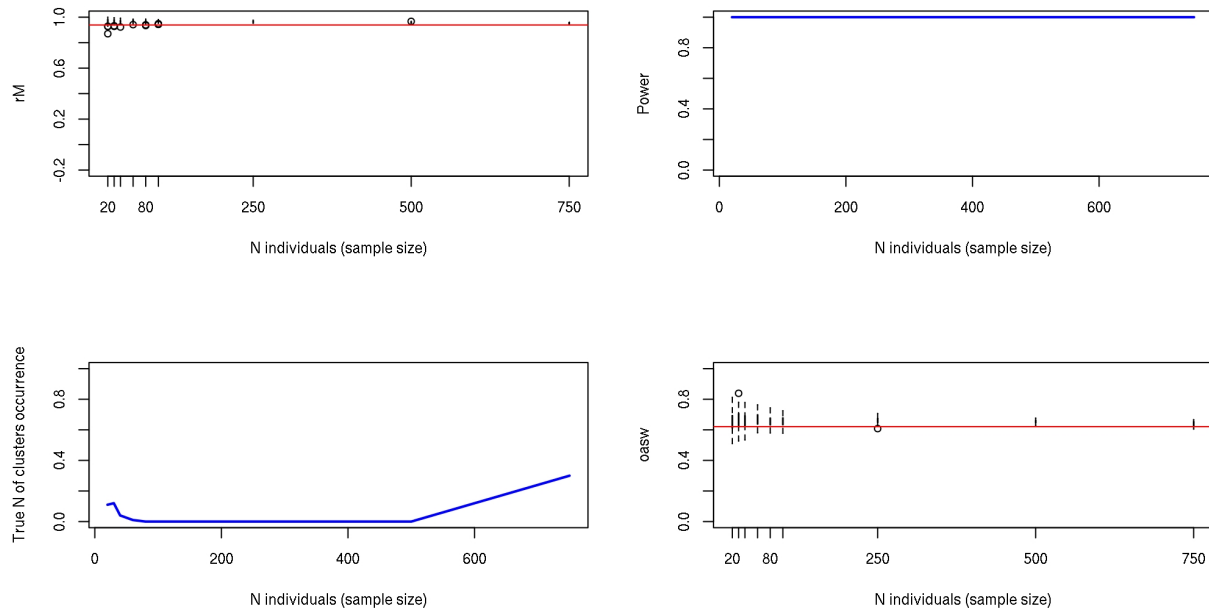 rM
1.0
0.6
0.2
-0.2
20 80 250 500 750
N individuals (sample size)
Power
0.8
0.4
0.0
0 200 400 600
N individuals (sample size)
True N of clusters occurrence
0.8
0.4
0.0
0 200 400 600
N individuals (sample size)
oasw
0.8
0.4
0.0
20 80 250 500 750
N individuals (sample size)